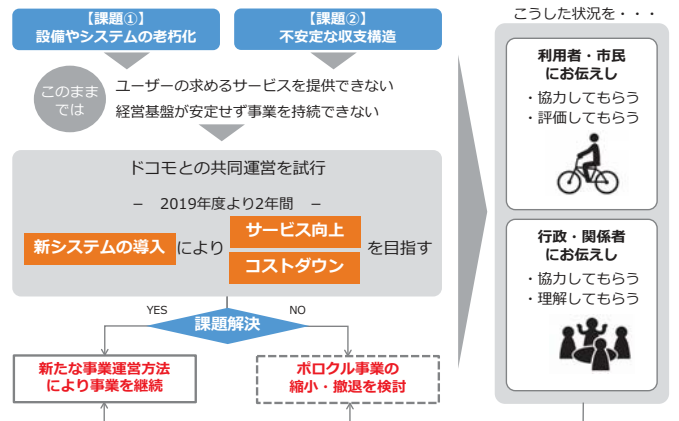 【課題①】
設備やシステムの老朽化
【課題②】
不安定な収支構造
このまま
では
ユーザーの求めるサービスを提供できない
経営基盤が安定せず事業を持続できない
ドコモとの共同運営を試行
－ 2019年度より2年間 －
新システムの導入により
サービス向上
コストダウン
を目指す
YES
課題解決
NO
新たな事業運営方法
により事業を継続
ポロクル事業の
縮小・撤退を検討
こうした状況を・・・
利用者・市民
にお伝えし
・協力してもらう
・評価してもらう
行政・関係者
にお伝えし
・協力してもらう
・理解してもらう